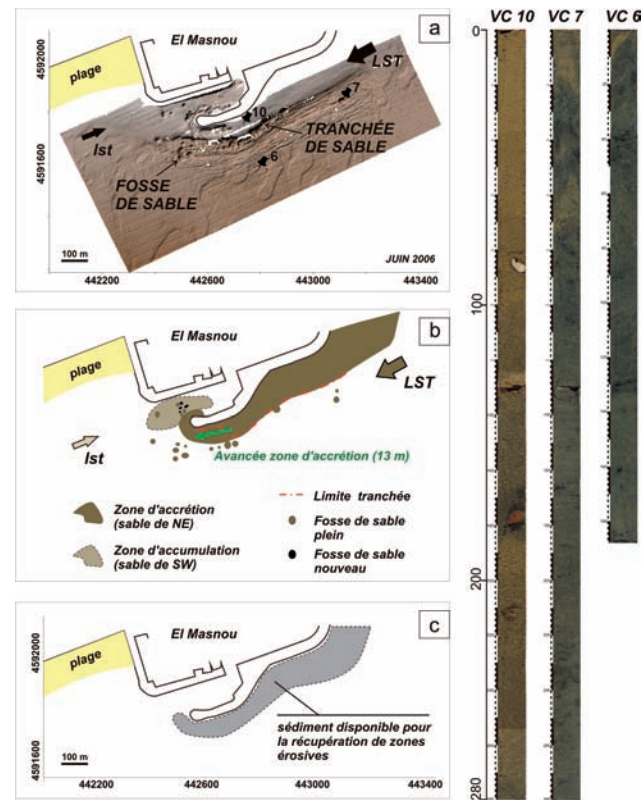 El Masnou
a
plage
LST
7
10
lst
TRANCHÉE
DE SABLE
6
FOSSE
DE SABLE
4592000
4591600
100 m
JUIN 2006
442200
442600
443000
443400
El Masnou
b
plage
LST
lst
Avancée zone d'accrétion (13 m)
Zone d'accrétion
(sable de NE)
Zone d'accumulation
(sable de SW)
Limite tranchée
Fosse de sable
plein
Fosse de sable
nouveau
El Masnou
c
plage
4592000
4591600
sédiment disponible pour
la récupération de zones
érosives
100 m
442200
442600
443000
443400
VC 10
VC 7
VC 6
0
100
200
280